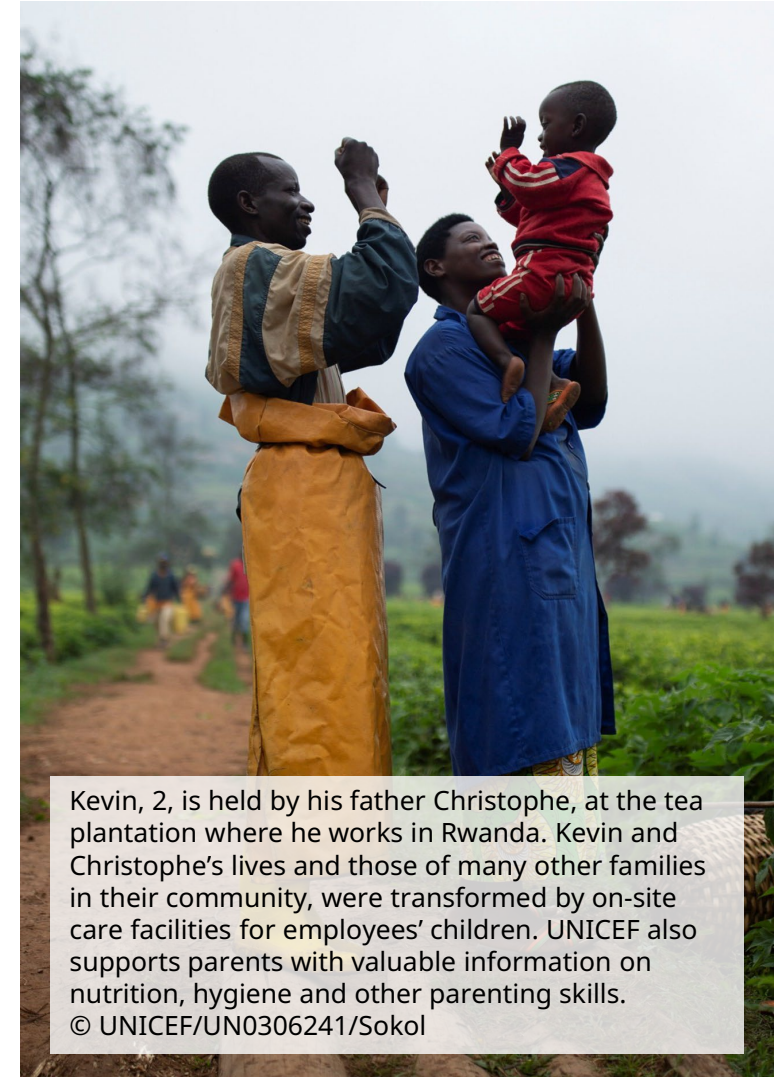 Kevin, 2, is held by his father Christophe, at the tea
plantation where he works in Rwanda. Kevin and
Christophe’s lives and those of many other families
in their community, were transformed by on-site
care facilities for employees’ children. UNICEF also
supports parents with valuable information on
nutrition, hygiene and other parenting skills.
© UNICEF/UN0306241/Sokol